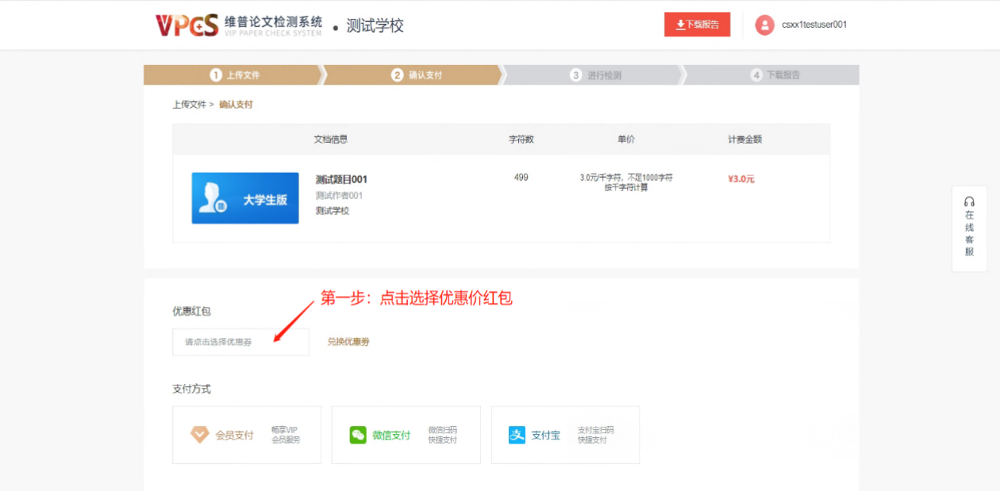 VPCS 维普论文检测系统 • 测试学校
VIP PAPER CHECK SYSTEM
下载报告
csxx1testuser001
1 上传文件
2 确认支付
3 进行检测
4 下载报告
上传文件 > 确认支付
文档信息 字符数 单价 计费金额
大学生版
测试题目001
测试作者001
测试学校
499
3.0元/千字符，不足1000字符
按千字符计算
¥3.0元
在
线
客
服
第一步：点击选择优惠价红包
优惠红包
请点击选择优惠券
兑换优惠券
支付方式
会员支付
畅享VIP
会员服务
微信支付
微信扫码
快捷支付
支付宝
支付宝扫码
快捷支付